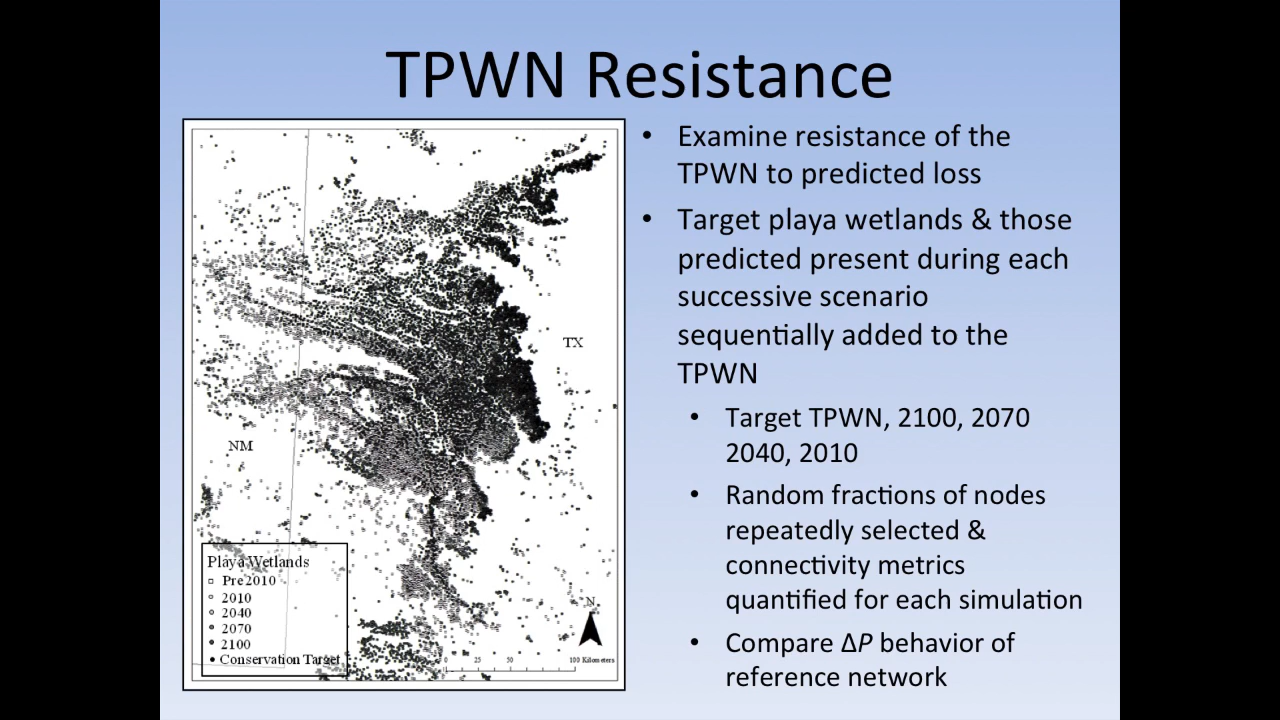 TPWN Resistance
• Examine resistance of the
TPWN to predicted loss
• Target playa wetlands & those
predicted present during each
successive scenario
sequentially added to the
TPWN
• Target TPWN, 2100, 2070
2040, 2010
• Random fractions of nodes
repeatedly selected &
connectivity metrics
quantified for each simulation
• Compare ΔP behavior of
reference network
TX
NM
Playa Wetlands
Pre 2010
2010
2040
2070
2100
Conservation Target
N
0 25 50 100 Kilometers